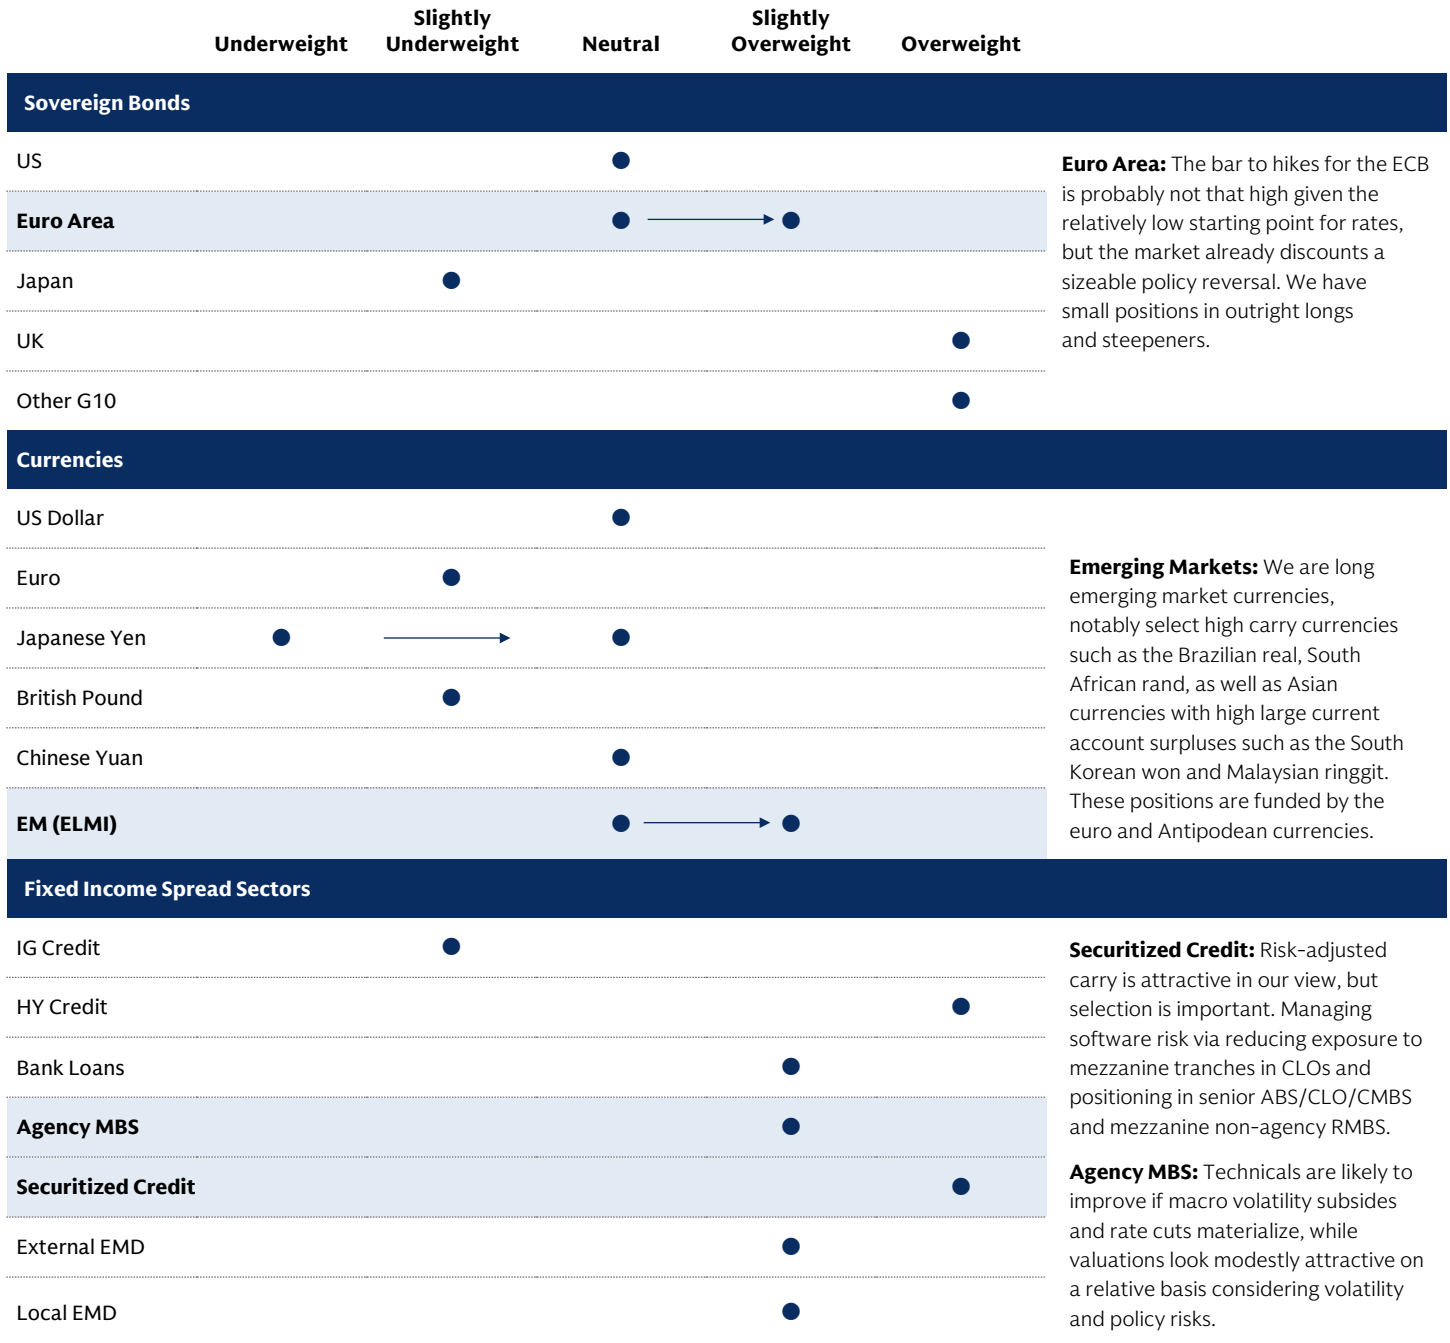 Underweight
Slightly
Underweight
Neutral
Slightly
Overweight
Overweight
Sovereign Bonds
US
Euro Area
Japan
UK
Other G10
Euro Area: The bar to hikes for the ECB
is probably not that high given the
relatively low starting point for rates,
but the market already discounts a
sizeable policy reversal. We have
small positions in outright longs
and steepeners.
Currencies
US Dollar
Euro
Japanese Yen
British Pound
Chinese Yuan
EM (ELMI)
Emerging Markets: We are long
emerging market currencies,
notably select high carry currencies
such as the Brazilian real, South
African rand, as well as Asian
currencies with high large current
account surpluses such as the South
Korean won and Malaysian ringgit.
These positions are funded by the
euro and Antipodean currencies.
Fixed Income Spread Sectors
IG Credit
HY Credit
Bank Loans
Agency MBS
Securitized Credit
External EMD
Local EMD
Securitized Credit: Risk-adjusted
carry is attractive in our view, but
selection is important. Managing
software risk via reducing exposure to
mezzanine tranches in CLOs and
positioning in senior ABS/CLO/CMBS
and mezzanine non-agency RMBS.
Agency MBS: Technicals are likely to
improve if macro volatility subsides
and rate cuts materialize, while
valuations look modestly attractive on
a relative basis considering volatility
and policy risks.